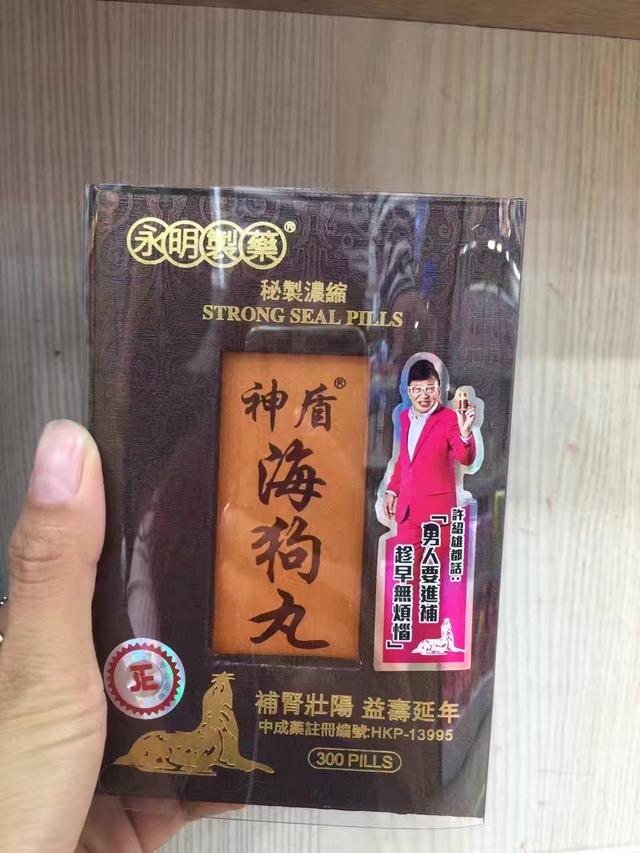 永明製藥®
秘製濃縮
STRONG SEAL PILLS
神盾®
海狗丸
許紹雄都話：
「男人要進補
趁早無煩惱」
正
補腎壯陽 益壽延年
中成藥註冊編號:HKP-13995
300 PILLS